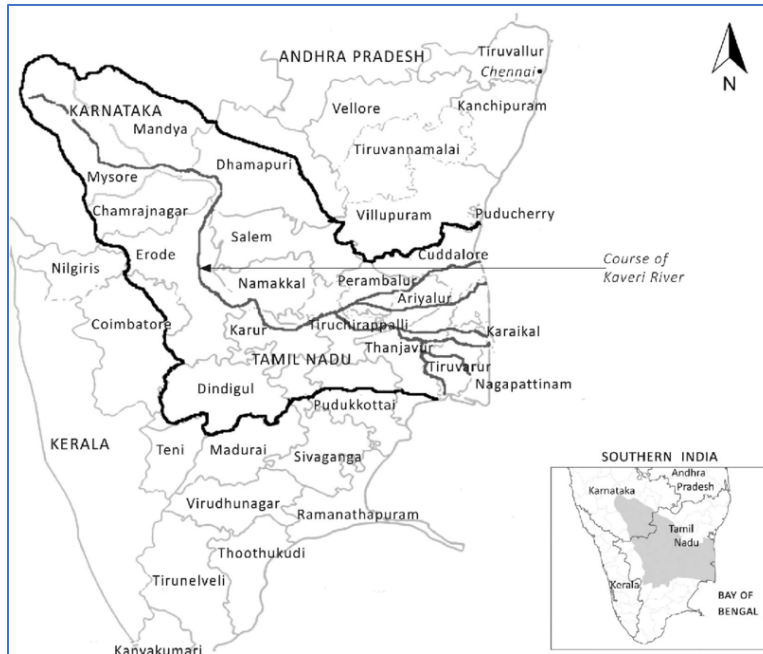 Tiruvallur
ANDHRA PRADESH
Chennai
N
Vellore
Kanchipuram
KARNATAKA
Mandya
Tiruvannamalai
Dhamapuri
Mysore
Chamrajnagar
Villupuram
Puducherry
Salem
Erode
Cuddalore
Course of
Kaveri River
Nilgiris
Namakkal
Perambalur
Ariyalur
Coimbatore
Karur
Tiruchirappalli
Karaikal
Thanjavur
TAMIL NADU
Tiruvarur
Dindigul
Nagapattinam
Pudukkottai
KERALA
Teni
Madurai
Sivaganga
SOUTHERN INDIA
Andhra
Pradesh
Karnataka
Virudhunagar
Ramanathapuram
Tamil
Nadu
Thoothukudi
Tirunelveli
Kerala
BAY OF
BENGAL
Kanyakumari